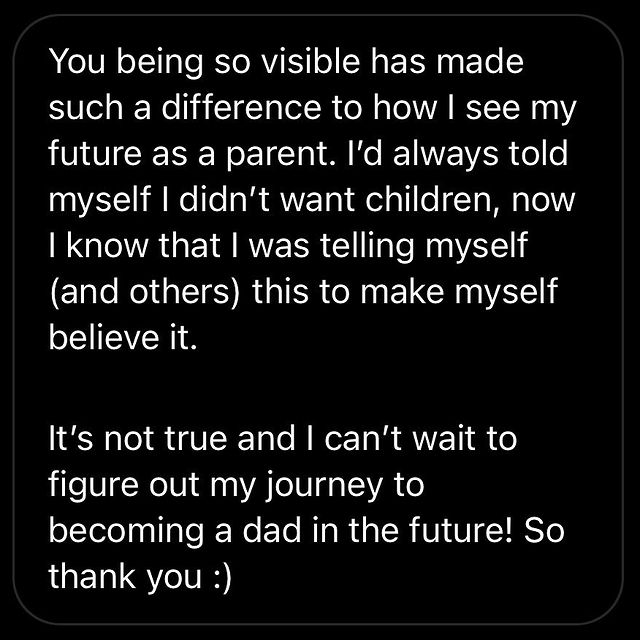 You being so visible has made
such a difference to how I see my
future as a parent. I’d always told
myself I didn’t want children, now
I know that I was telling myself
(and others) this to make myself
believe it.
It’s not true and I can’t wait to
figure out my journey to
becoming a dad in the future! So
thank you :)